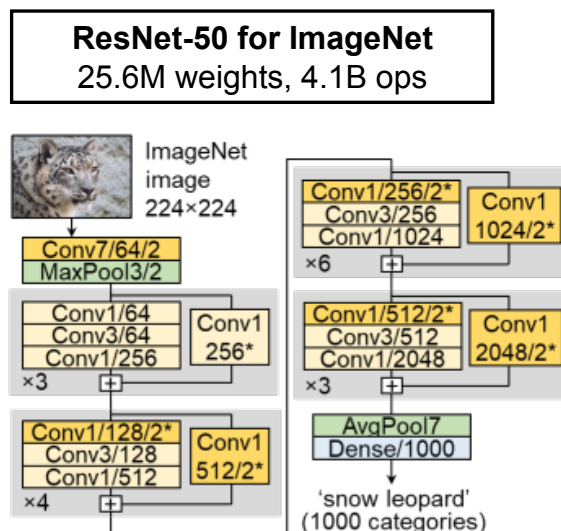 ResNet-50 for ImageNet
25.6M weights, 4.1B ops
ImageNet
image
224×224
Conv7/64/2
MaxPool3/2
Conv1/64
Conv3/64
Conv1/256
Conv1
256*
×3
Conv1/128/2*
Conv3/128
Conv1/512
Conv1
512/2*
×4
Conv1/256/2*
Conv3/256
Conv1/1024
Conv1
1024/2*
×6
Conv1/512/2*
Conv3/512
Conv1/2048
Conv1
2048/2*
×3
AvgPool7
Dense/1000
‘snow leopard’
(1000 categories)